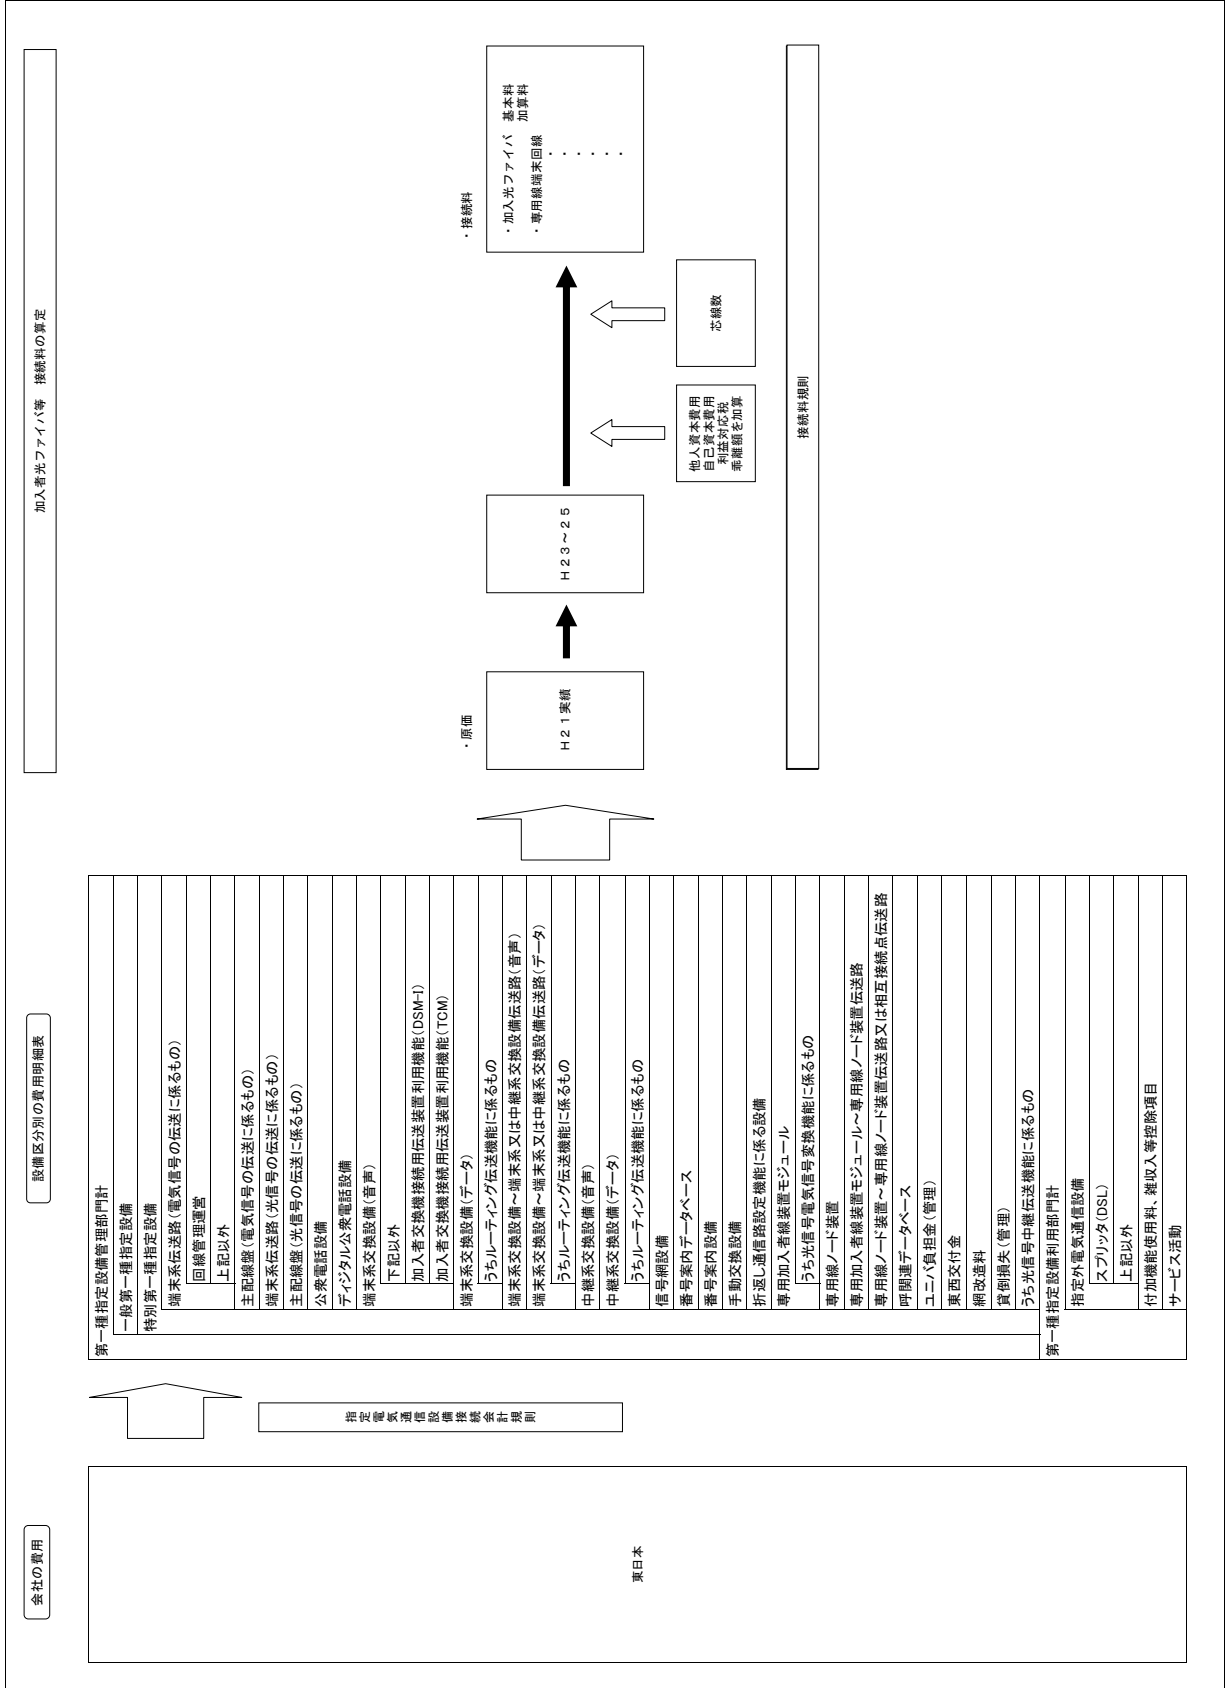 会社の費用
東日本
指定電気通信設備接続会計規則
設備区分別の費用明細表
第一種指定設備管理部門計
一般第一種指定設備
特別第一種指定設備
端末系伝送路(電気信号の伝送に係るもの)
回線管理運営
上記以外
主配線盤(電気信号の伝送に係るもの)
端末系伝送路(光信号の伝送に係るもの)
主配線盤(光信号の伝送に係るもの)
公衆電話設備
ディジタル公衆電話設備
端末系交換設備(音声)
下記以外
加入者交換機接続用伝送装置利用機能(DSM-I)
加入者交換機接続用伝送装置利用機能(TCM)
端末系交換設備(データ)
うちルーティング伝送機能に係るもの
端末系交換設備~端末系又は中継系交換設備伝送路(音声)
端末系交換設備~端末系又は中継系交換設備伝送路(データ)
うちルーティング伝送機能に係るもの
中継系交換設備(音声)
中継系交換設備(データ)
うちルーティング伝送機能に係るもの
信号網設備
番号案内データベース
番号案内設備
手動交換設備
折返し通信路設定機能に係る設備
専用加入者線装置モジュール
うち光信号電気信号変換機能に係るもの
専用線ノード装置
専用加入者線装置モジュール~専用線ノード装置伝送路
専用線ノード装置~専用線ノード装置伝送路又は相互接続点伝送路
呼関連データベース
ユニバ負担金(管理)
東西交付金
網改造料
貸倒損失(管理)
うち光信号中継伝送機能に係るもの
第一種指定設備利用部門計
指定外電気通信設備
スプリッタ(DSL)
上記以外
付加機能使用料、雑収入等控除項目
サービス活動
加入者光ファイバ等 接続料の算定
・原価
H21実績
H23~25
他人資本費用
自己資本費用
利益対応税
乖離額を加算
芯線数
・接続料
・加入光ファイバ 基本料
加算料
・専用線端末回線
・
・
・
・
・
・
接続料規則